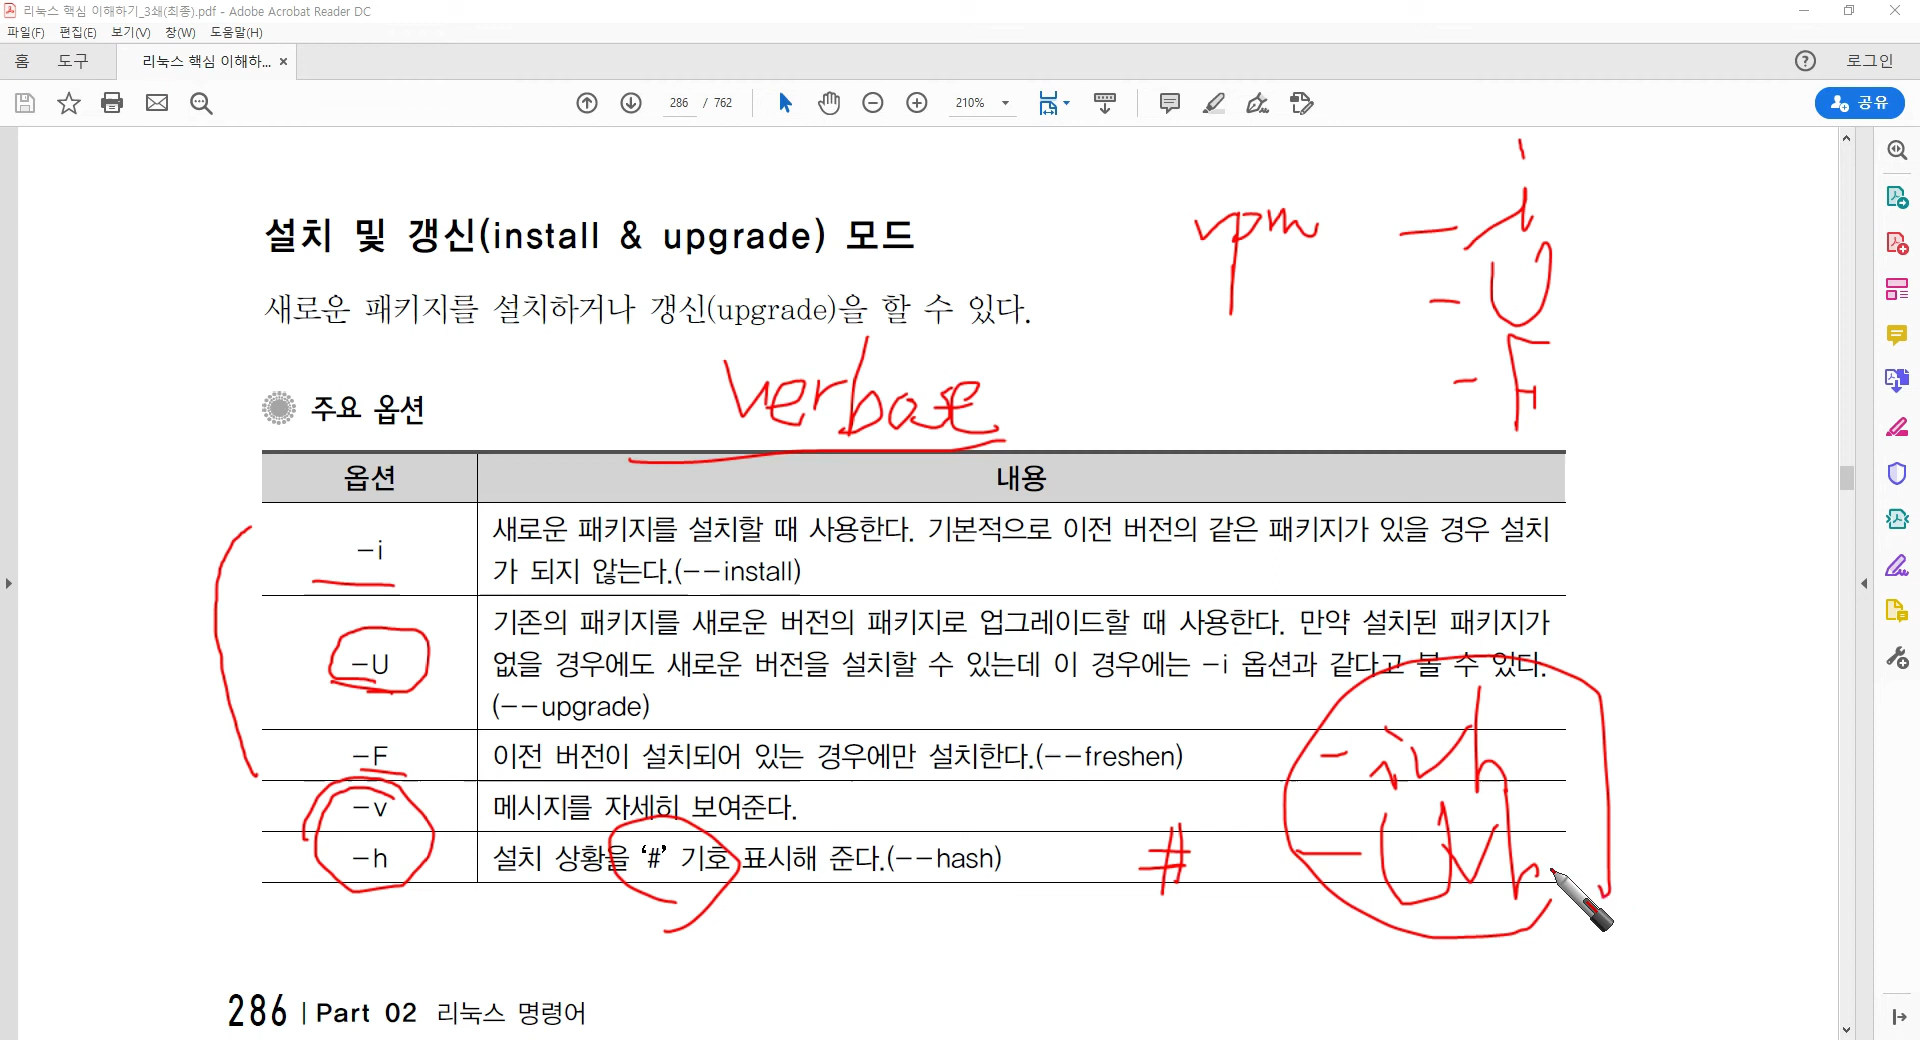 리눅스 핵심 이해하기_3쇄(최종).pdf - Adobe Acrobat Reader DC
파일(F) 편집(E) 보기(V) 창(W) 도움말(H)
홈 도구 리눅스 핵심 이해하... × ? 로그인
286 / 762 210% 공유
설치 및 갱신(install & upgrade) 모드
rpm -i
-U
-F
새로운 패키지를 설치하거나 갱신(upgrade)을 할 수 있다.
verbose
주요 옵션
옵션 내용
-i 새로운 패키지를 설치할 때 사용한다. 기본적으로 이전 버전의 같은 패키지가 있을 경우 설치
가 되지 않는다.(--install)
-U 기존의 패키지를 새로운 버전의 패키지로 업그레이드할 때 사용한다. 만약 설치된 패키지가
없을 경우에도 새로운 버전을 설치할 수 있는데 이 경우에는 -i 옵션과 같다고 볼 수 있다.
(--upgrade)
-F 이전 버전이 설치되어 있는 경우에만 설치한다.(--freshen)
-ivh
-v 메시지를 자세히 보여준다.
-h 설치 상황을 ‘#’ 기호 표시해 준다.(--hash)
# -Uvh
286 | Part 02 리눅스 명령어